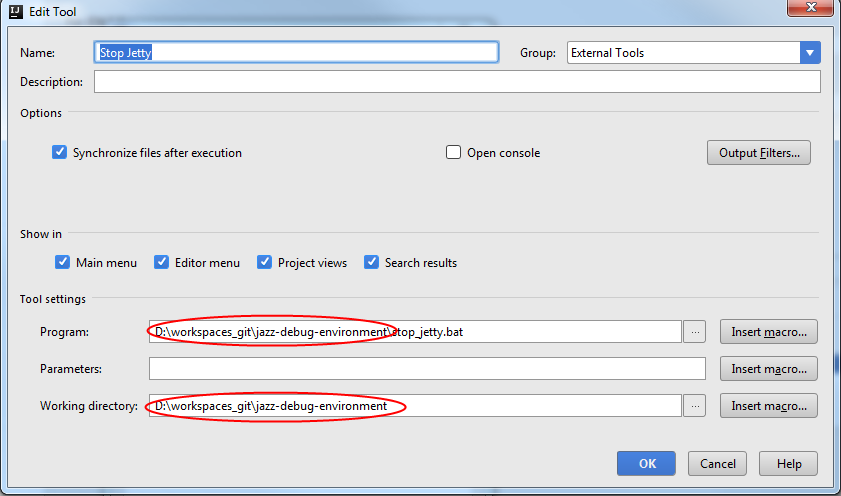 IJ Edit Tool
Name: Stop Jetty Group: External Tools
Description:
Options
Synchronize files after execution Open console Output Filters...
Show in
Main menu Editor menu Project views Search results
Tool settings
Program: D:\workspaces_git\jazz-debug-environment\stop_jetty.bat ... Insert macro...
Parameters: Insert macro...
Working directory: D:\workspaces_git\jazz-debug-environment ... Insert macro...
OK Cancel Help